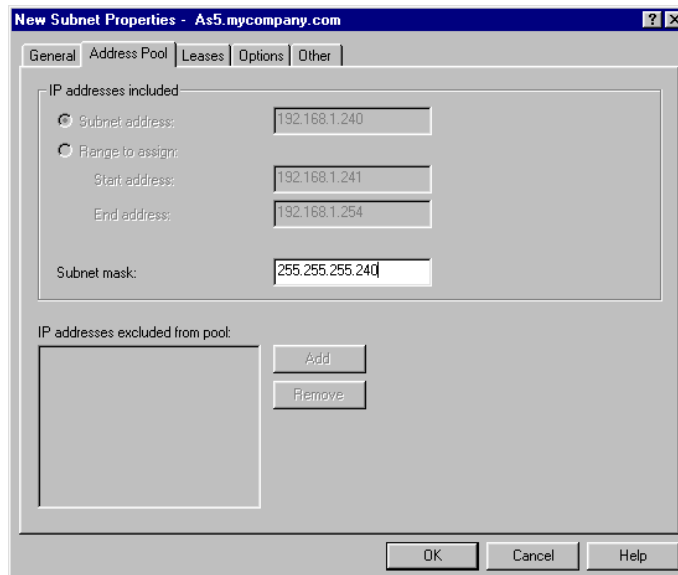 New Subnet Properties - As5.mycompany.com
General Address Pool Leases Options Other
IP addresses included
Subnet address: 192.168.1.240
Range to assign:
Start address: 192.168.1.241
End address: 192.168.1.254
Subnet mask: 255.255.255.240
IP addresses excluded from pool:
Add
Remove
OK Cancel Help